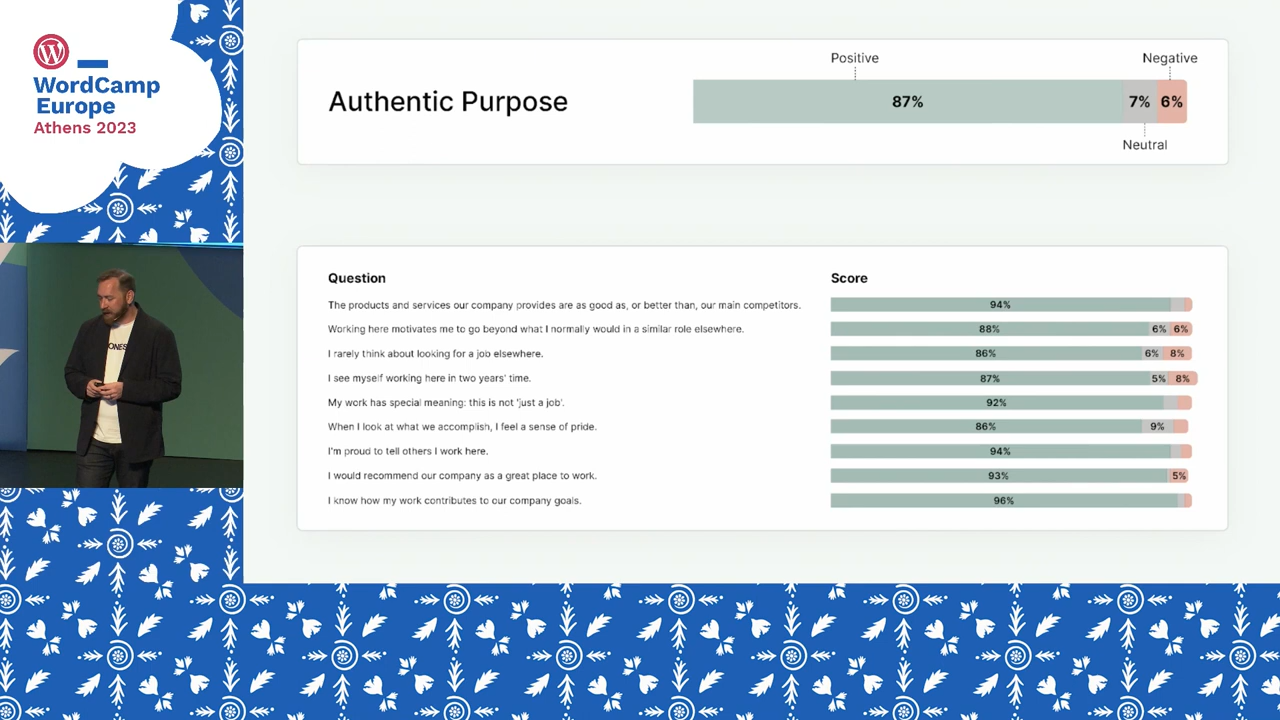 WordCamp
Europe
Athens 2023
Positive
Negative
Authentic Purpose
87%
7%
6%
Neutral
Question
Score
The products and services our company provides are as good as, or better than, our main competitors.
94%
Working here motivates me to go beyond what I normally would in a similar role elsewhere.
88%
6%
6%
I rarely think about looking for a job elsewhere.
86%
6%
8%
I see myself working here in two years' time.
87%
5%
8%
My work has special meaning: this is not 'just a job'.
92%
When I look at what we accomplish, I feel a sense of pride.
86%
9%
I'm proud to tell others I work here.
94%
I would recommend our company as a great place to work.
93%
5%
I know how my work contributes to our company goals.
96%